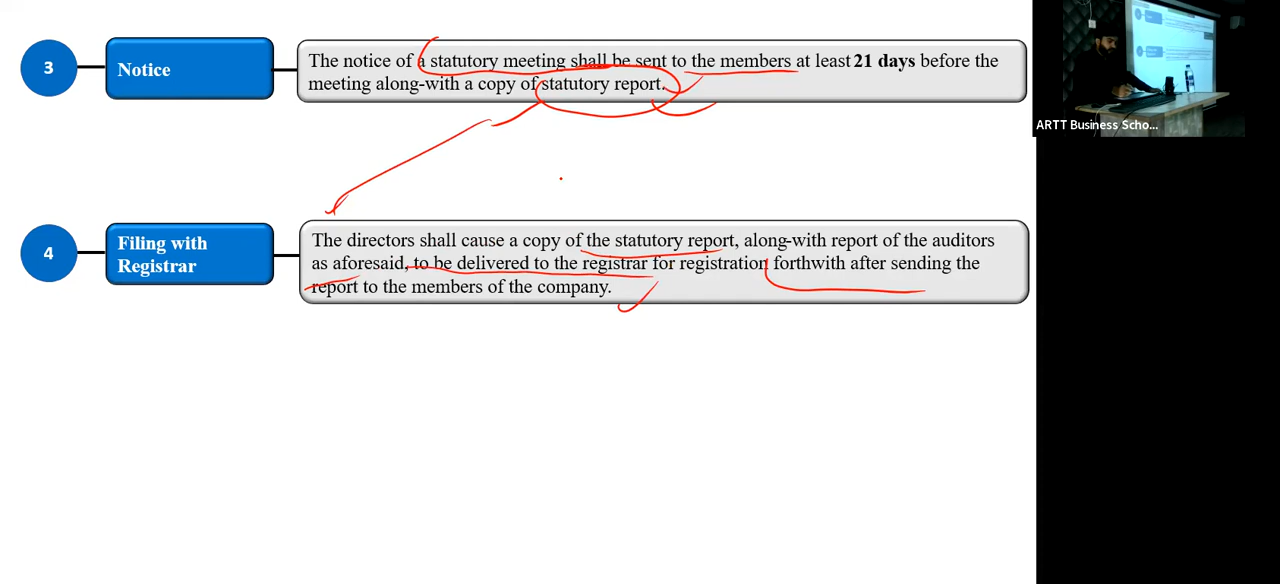 3
Notice
The notice of a statutory meeting shall be sent to the members at least 21 days before the
meeting along-with a copy of statutory report.
ARTT Business Scho...
4
Filing with
Registrar
The directors shall cause a copy of the statutory report, along-with report of the auditors
as aforesaid, to be delivered to the registrar for registration forthwith after sending the
report to the members of the company.